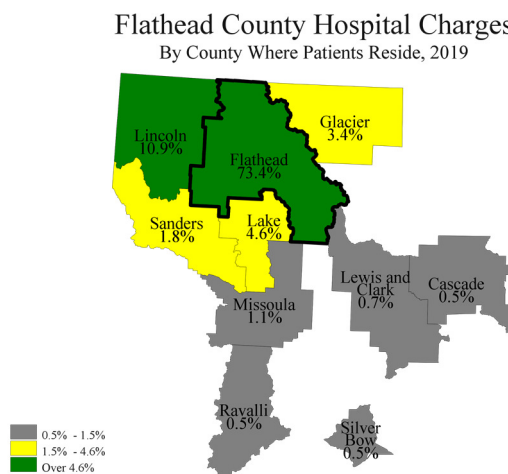 Flathead County Hospital Charges
By County Where Patients Reside, 2019
Glacier
3.4%
Lincoln
10.9%
Flathead
73.4%
Sanders
1.8%
Lake
4.6%
Lewis and
Clark
0.7%
Cascade
0.5%
Missoula
1.1%
Ravalli
0.5%
Silver
Bow
0.5%
0.5% - 1.5%
1.5% - 4.6%
Over 4.6%